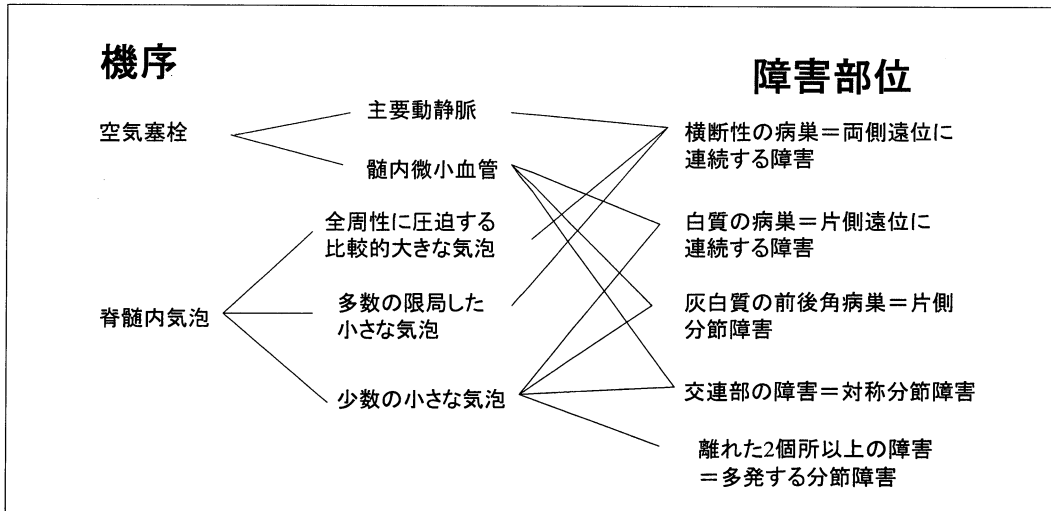 機序
障害部位
空気塞栓
主要動静脈
髄内微小血管
横断性の病巣＝両側遠位に
連続する障害
全周性に圧迫する
比較的大きな気泡
白質の病巣＝片側遠位に
連続する障害
脊髄内気泡
多数の限局した
小さな気泡
灰白質の前後角病巣＝片側
分節障害
少数の小さな気泡
交連部の障害＝対称分節障害
離れた2個所以上の障害
＝多発する分節障害